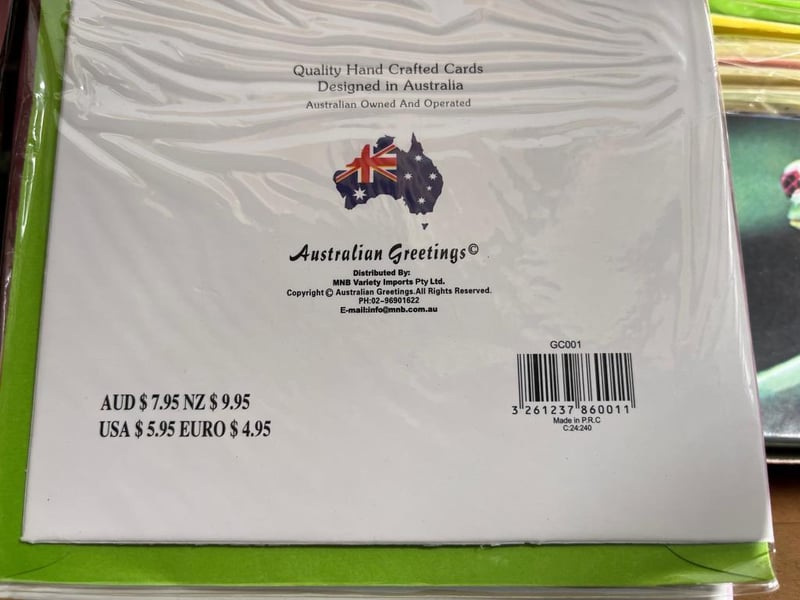 Quality Hand Crafted Cards
Designed in Australia
Australian Owned And Operated
Australian Greetings©
Distributed By:
MNB Variety Imports Pty Ltd.
Copyright © Australian Greetings.All Rights Reserved.
PH:02-96901622
E-mail:info@mnb.com.au
AUD $ 7.95 NZ $ 9.95
USA $ 5.95 EURO $ 4.95
GC001
3 261237 860011
Made in P.R.C
C:24:240